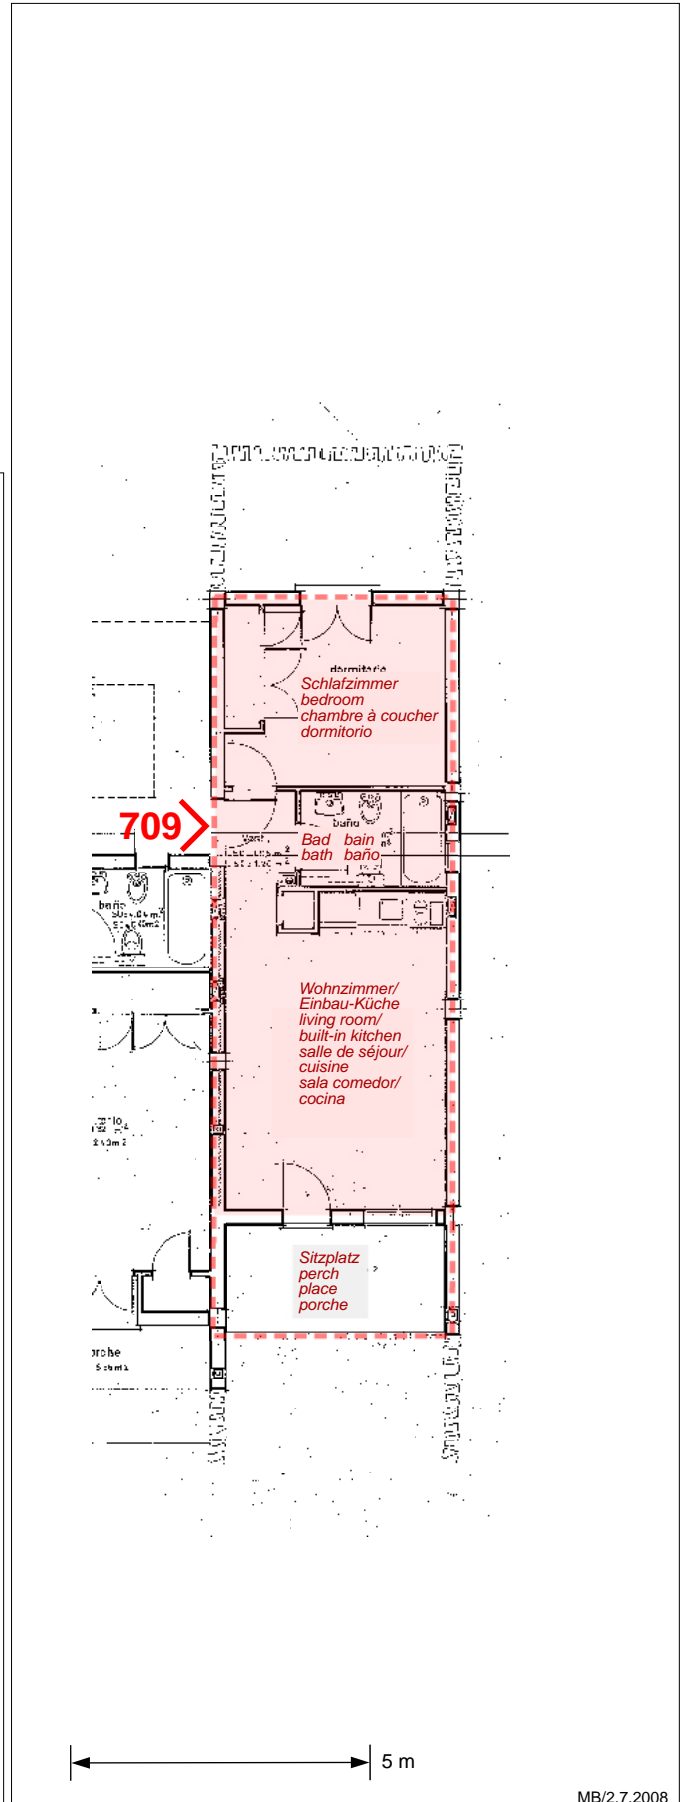 dormitorio
Schlafzimmer
bedroom
chambre à coucher
dormitorio
709
baño
Bad bain
bath baño
baño
Wohnzimmer/
Einbau-Küche
living room/
built-in kitchen
salle de séjour/
cuisine
sala comedor/
cocina
Sitzplatz
perch
place
porche
5 m
MB/2.7.2008